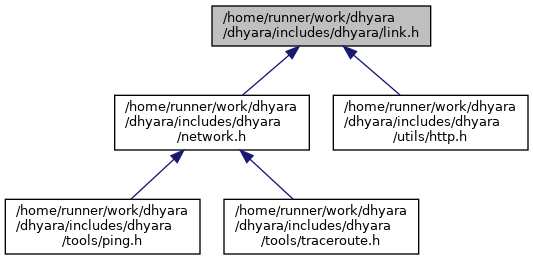 /home/runner/work/dhyara
/dhyara/includes/dhyara/link.h
/home/runner/work/dhyara
/dhyara/includes/dhyara
/network.h
/home/runner/work/dhyara
/dhyara/includes/dhyara
/utils/http.h
/home/runner/work/dhyara
/dhyara/includes/dhyara
/tools/ping.h
/home/runner/work/dhyara
/dhyara/includes/dhyara
/tools/traceroute.h